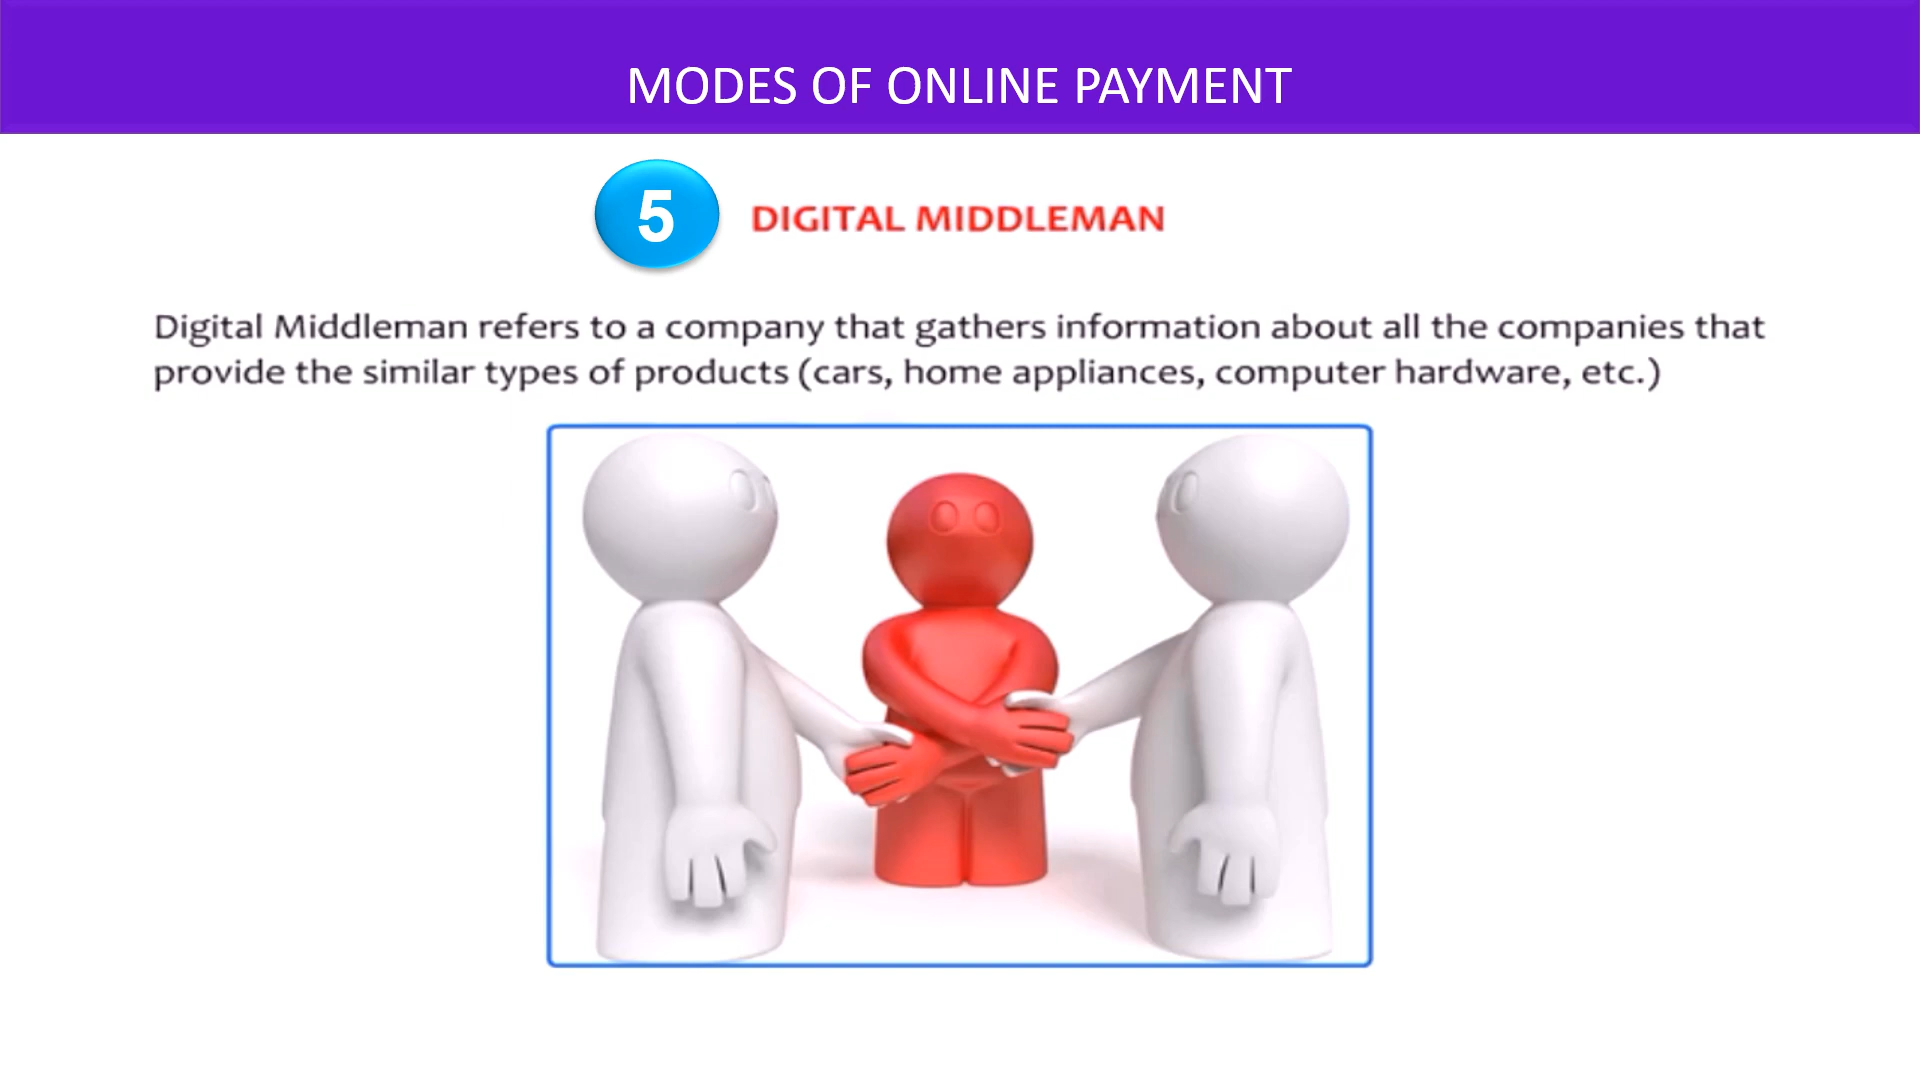 MODES OF ONLINE PAYMENT
5
DIGITAL MIDDLEMAN
Digital Middleman refers to a company that gathers information about all the companies that
provide the similar types of products (cars, home appliances, computer hardware, etc.)